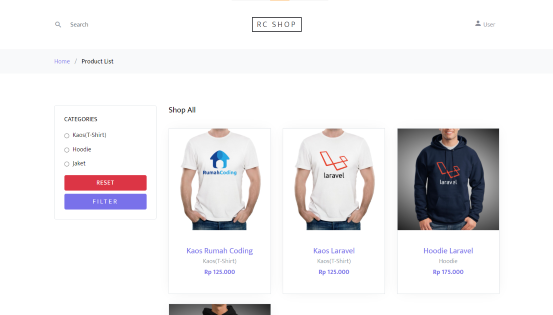 Search
RC SHOP
User
Home / Product List
CATEGORIES
Kaos(T-Shirt)
Hoodie
Jaket
RESET
FILTER
Shop All
RumahCoding
Kaos Rumah Coding
Kaos(T-Shirt)
Rp 125.000
laravel
Kaos Laravel
Kaos(T-Shirt)
Rp 125.000
laravel
Hoodie Laravel
Hoodie
Rp 175.000